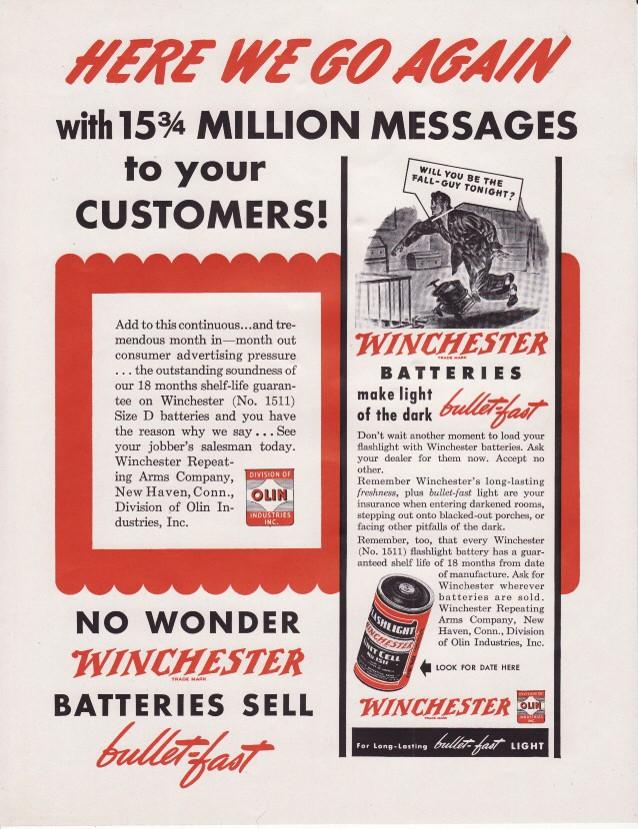 HERE WE GO AGAIN
with 15¾ MILLION MESSAGES
to your
CUSTOMERS!
Add to this continuous...and tre-
mendous month in—month out
consumer advertising pressure
... the outstanding soundness of
our 18 months shelf-life guaran-
tee on Winchester (No. 1511)
Size D batteries and you have
the reason why we say ... See
your jobber's salesman today.
Winchester Repeat-
ing Arms Company,
New Haven, Conn.,
Division of Olin In-
dustries, Inc.
DIVISION OF
OLIN
INDUSTRIES
INC.
NO WONDER
WINCHESTER
TRADE MARK
BATTERIES SELL
bullet-fast
WILL YOU BE THE
FALL-GUY TONIGHT?
WINCHESTER
TRADE MARK
BATTERIES
make light
of the dark bullet-fast
Don't wait another moment to load your
flashlight with Winchester batteries. Ask
your dealer for them now. Accept no
other.
Remember Winchester's long-lasting
freshness, plus bullet-fast light are your
insurance when entering darkened rooms,
stepping out onto blacked-out porches, or
facing other pitfalls of the dark.
Remember, too, that every Winchester
(No. 1511) flashlight battery has a guar-
anteed shelf life of 18 months from date
of manufacture. Ask for
Winchester wherever
batteries are sold.
Winchester Repeating
Arms Company, New
Haven, Conn., Division
of Olin Industries, Inc.
FLASHLIGHT
WINCHESTER
UNIT CELL
No 1511
LOOK FOR DATE HERE
WINCHESTER
TRADE MARK
DIVISION OF
OLIN
INDUSTRIES
INC.
For Long-Lasting bullet-fast LIGHT